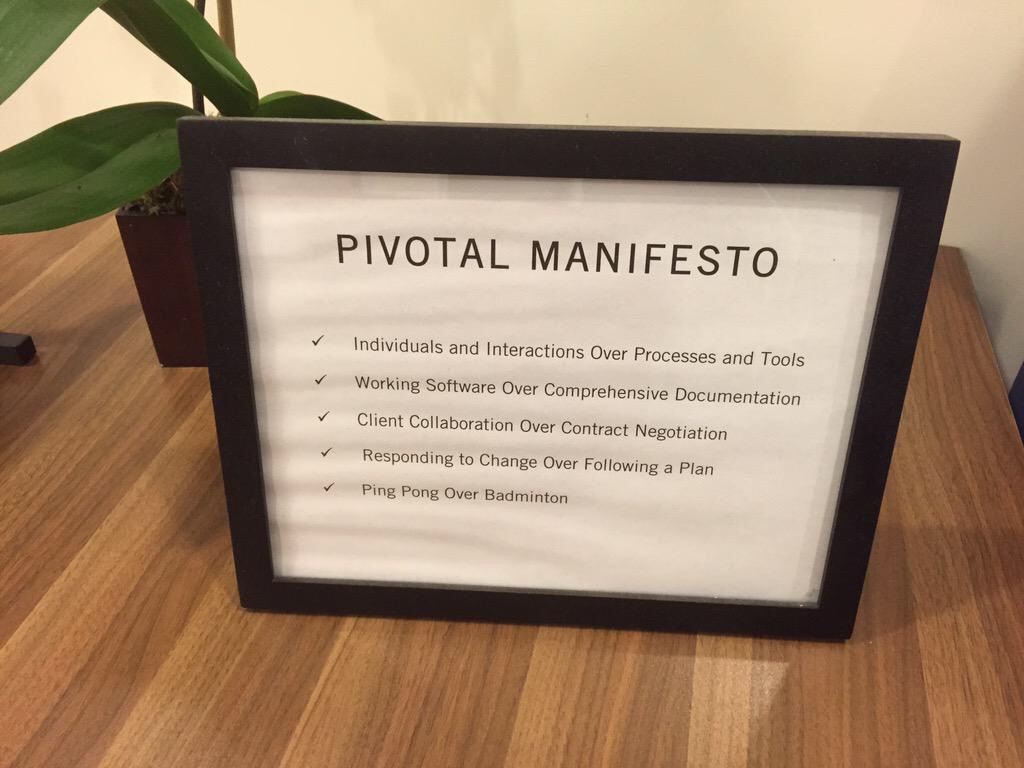 PIVOTAL MANIFESTO
✓ Individuals and Interactions Over Processes and Tools
✓ Working Software Over Comprehensive Documentation
✓ Client Collaboration Over Contract Negotiation
✓ Responding to Change Over Following a Plan
✓ Ping Pong Over Badminton